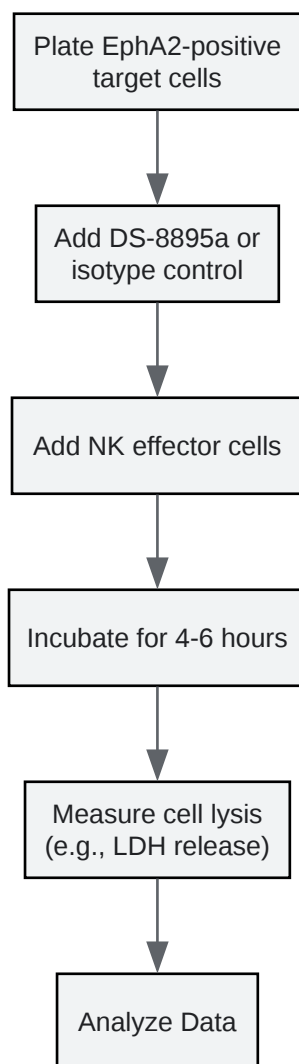 Plate EphA2-positive
target cells
Add DS-8895a or
isotype control
Add NK effector cells
Incubate for 4-6 hours
Measure cell lysis
(e.g., LDH release)
Analyze Data